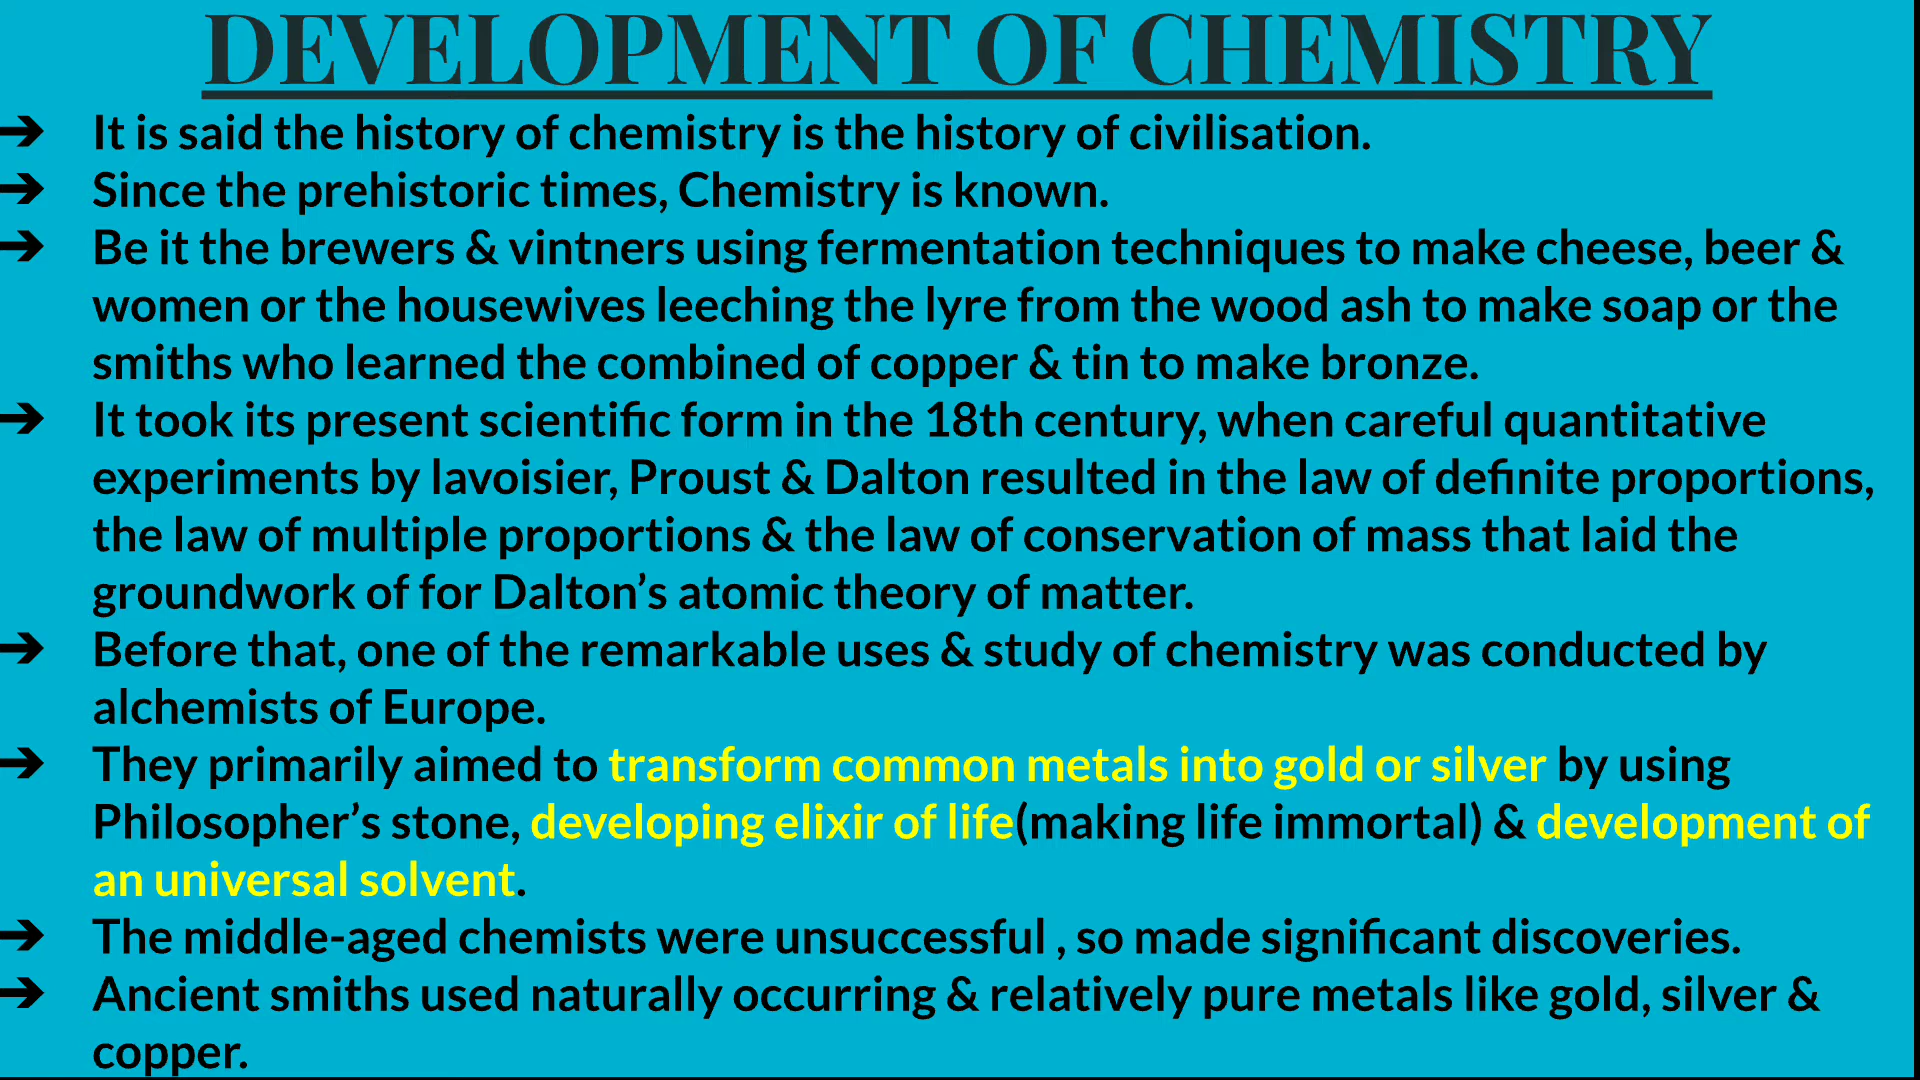 DEVELOPMENT OF CHEMISTRY
➔ It is said the history of chemistry is the history of civilisation.
➔ Since the prehistoric times, Chemistry is known.
➔ Be it the brewers & vintners using fermentation techniques to make cheese, beer &
women or the housewives leeching the lyre from the wood ash to make soap or the
smiths who learned the combined of copper & tin to make bronze.
➔ It took its present scientific form in the 18th century, when careful quantitative
experiments by lavoisier, Proust & Dalton resulted in the law of definite proportions,
the law of multiple proportions & the law of conservation of mass that laid the
groundwork of for Dalton’s atomic theory of matter.
➔ Before that, one of the remarkable uses & study of chemistry was conducted by
alchemists of Europe.
➔ They primarily aimed to transform common metals into gold or silver by using
Philosopher’s stone, developing elixir of life(making life immortal) & development of
an universal solvent.
➔ The middle-aged chemists were unsuccessful , so made significant discoveries.
➔ Ancient smiths used naturally occurring & relatively pure metals like gold, silver &
copper.